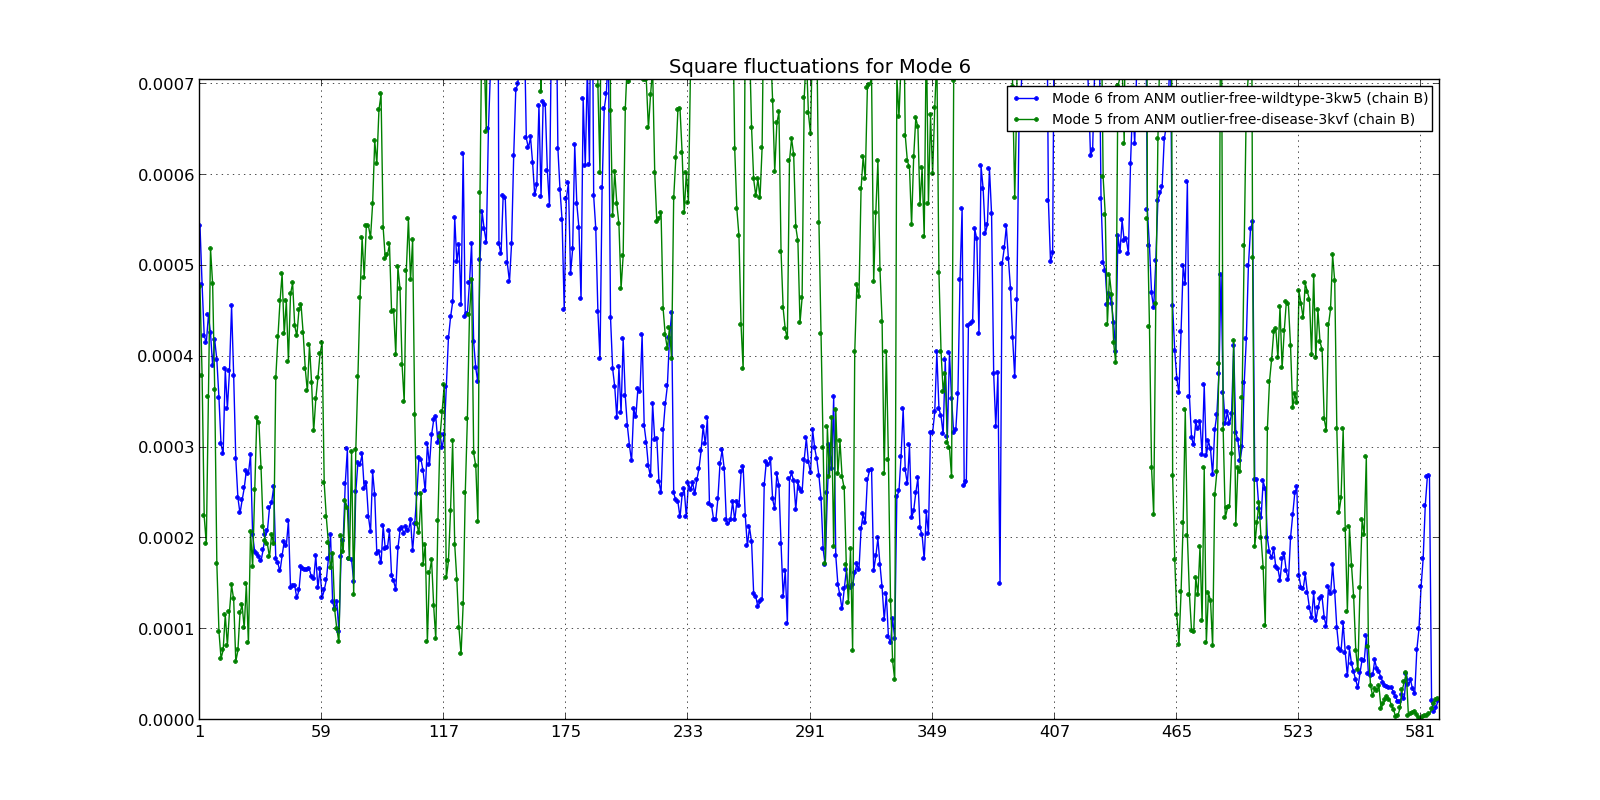 Square fluctuations for Mode 6
0.0007
0.0006
0.0005
0.0004
0.0003
0.0002
0.0001
0.0000
Mode 6 from ANM outlier-free-wildtype-3kw5 (chain B)
Mode 5 from ANM outlier-free-disease-3kvf (chain B)
1 59 117 175 233 291 349 407 465 523 581